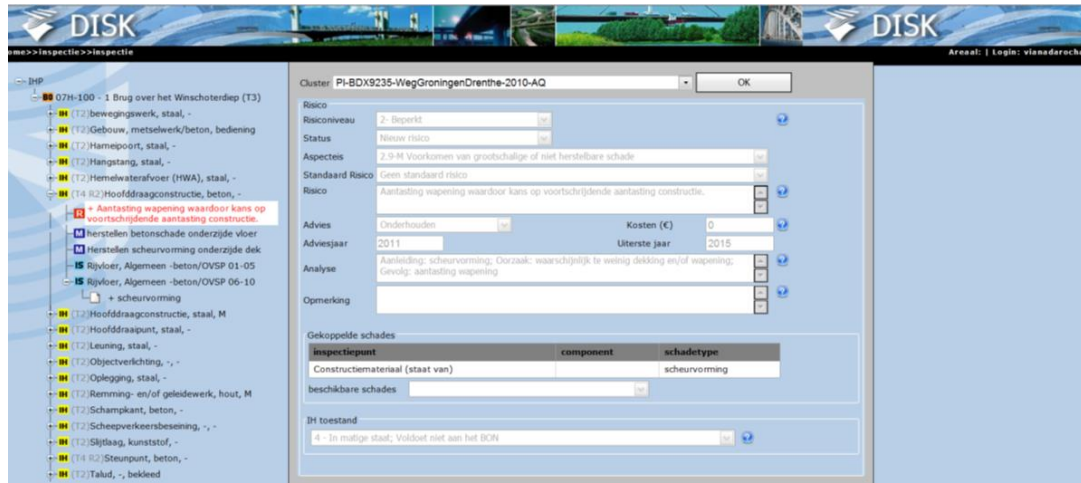 DISK
DISK
ome>>inspectie>>inspectie
Areaal: | Login: vianadarocha
IHP
07H-100 - 1 Brug over het Winschoterdiep (T3)
IH (T2)bewegingswerk, staal, -
IH (T2)Gebouw, metselwerk/beton, bediening
IH (T2)Hameipoort, staal, -
IH (T2)Hangstang, staal, -
IH (T2)Hemelwaterafvoer (HWA), staal, -
IH (T4 R2)Hoofddraagconstructie, beton, -
R + Aantasting wapening waardoor kans op
voortschrijdende aantasting constructie.
M herstellen betonschade onderzijde vloer
M Herstellen scheurvorming onderzijde dek
IS Rijvloer, Algemeen -beton/OVSP 01-05
IS Rijvloer, Algemeen -beton/OVSP 06-10
+ scheurvorming
IH (T2)Hoofddraagconstructie, staal, M
IH (T2)Hoofddraaipunt, staal, -
IH (T2)Leuning, staal, -
IH (T2)Objectverlichting, -, -
IH (T2)Oplegging, staal, -
IH (T2)Remming- en/of geleidewerk, hout, M
IH (T2)Schampkant, beton, -
IH (T2)Scheepverkeersbeseining, -, -
IH (T2)Slijtlaag, kunststof, -
IH (T4 R2)Steunpunt, beton, -
IH (T2)Talud, -, bekleed
Cluster PI-BDX9235-WegGroningenDrenthe-2010-AQ OK
Risico
Risiconiveau 2- Beperkt
Status Nieuw risico
Aspecteis 2.9-M Voorkomen van grootschalige of niet herstelbare schade
Standaard Risico Geen standaard risico
Risico Aantasting wapening waardoor kans op voortschrijdende aantasting constructie.
Advies Onderhouden Kosten (€) 0
Adviesjaar 2011 Uiterste jaar 2015
Analyse Aanleiding: scheurvorming; Oorzaak: waarschijnlijk te weinig dekking en/of wapening;
Gevolg: aantasting wapening
Opmerking
Gekoppelde schades
inspectiepunt component schadetype
Constructiemateriaal (staat van) scheurvorming
beschikbare schades
IH toestand
4 - In matige staat; Voldoet niet aan het BON